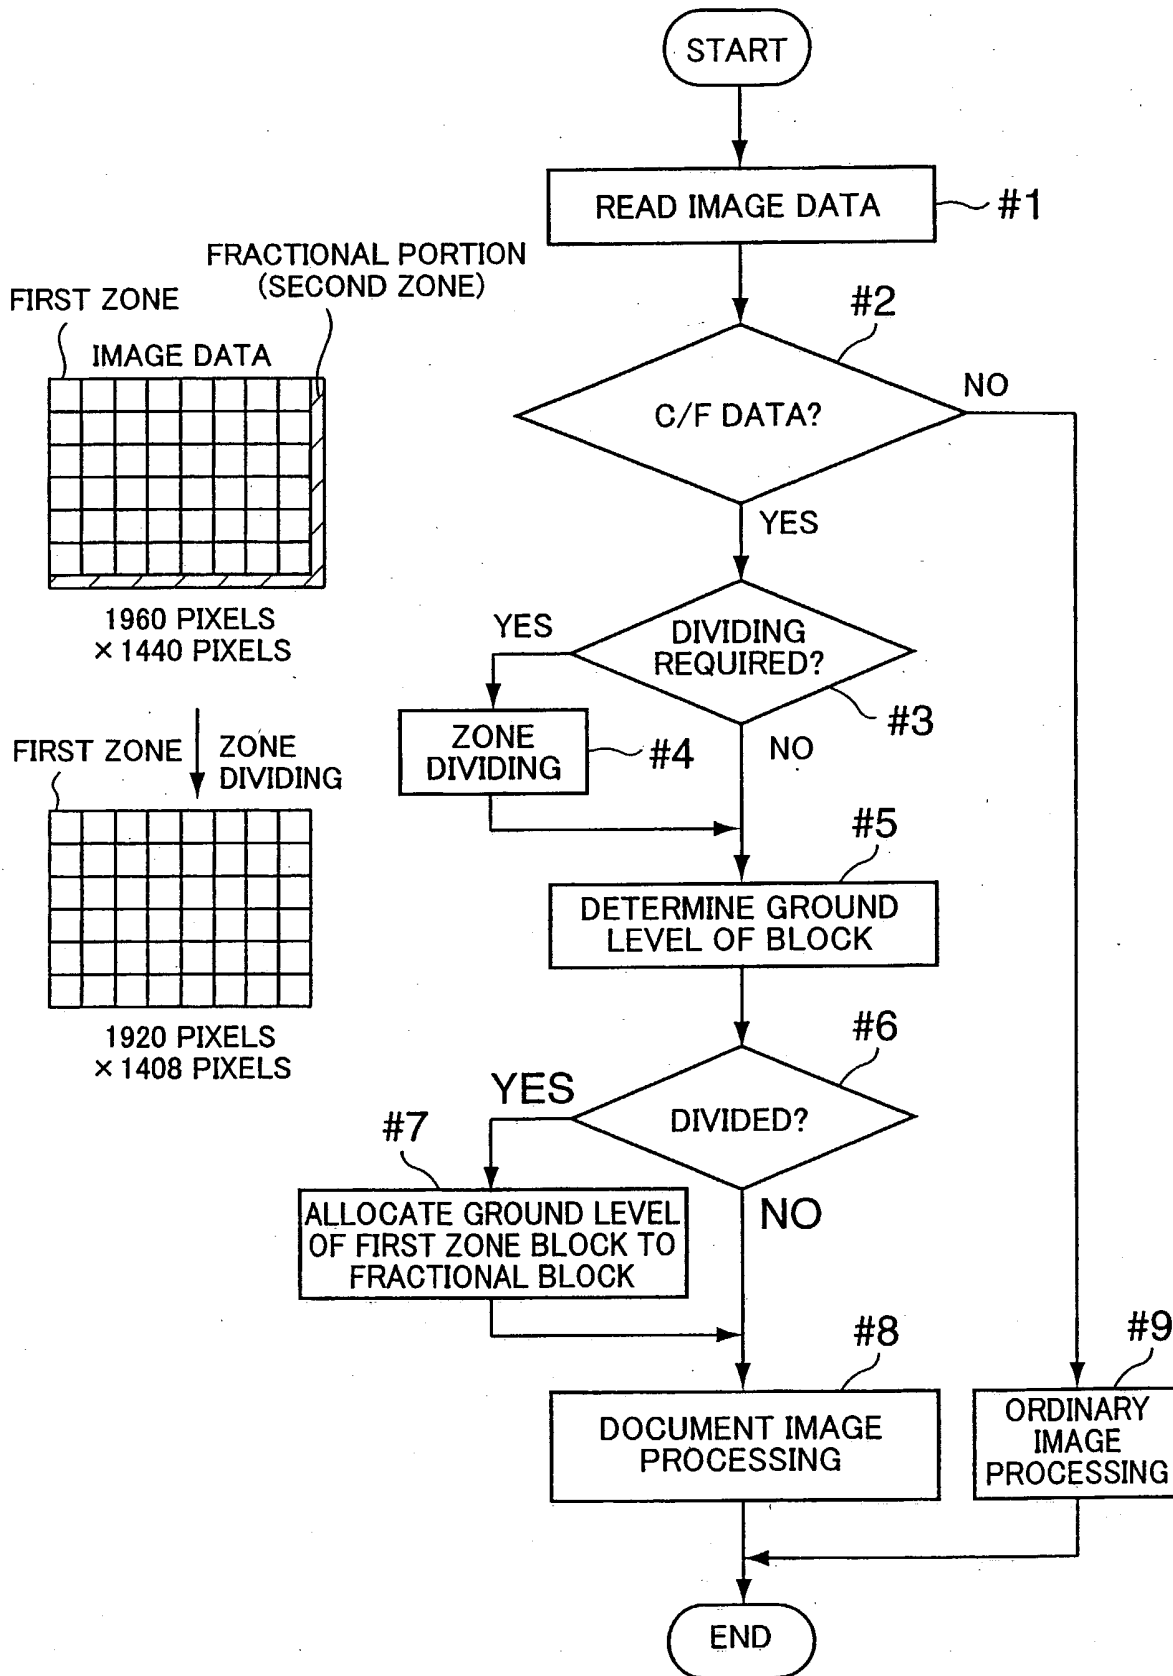 START
READ IMAGE DATA
#1
FRACTIONAL PORTION
(SECOND ZONE)
FIRST ZONE
IMAGE DATA
#2
C/F DATA?
NO
YES
1960 PIXELS
×1440 PIXELS
YES
DIVIDING
REQUIRED?
#3
NO
ZONE
DIVIDING
#4
FIRST ZONE
ZONE
DIVIDING
#5
DETERMINE GROUND
LEVEL OF BLOCK
1920 PIXELS
×1408 PIXELS
#6
YES
DIVIDED?
#7
NO
ALLOCATE GROUND LEVEL
OF FIRST ZONE BLOCK TO
FRACTIONAL BLOCK
#8
#9
DOCUMENT IMAGE
PROCESSING
ORDINARY
IMAGE
PROCESSING
END